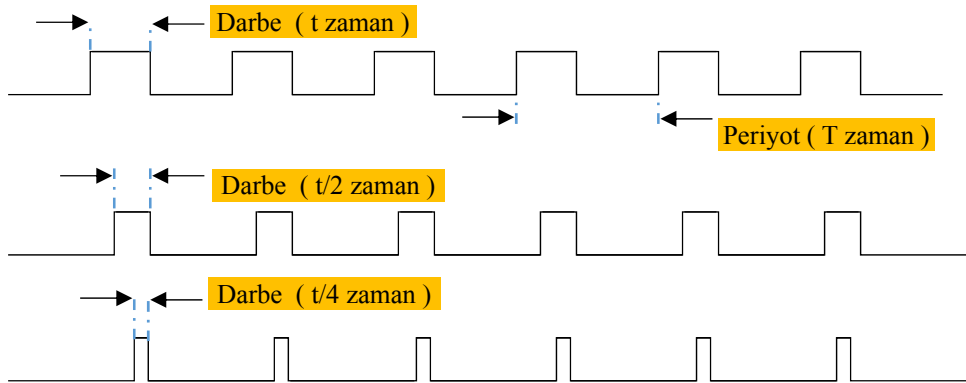 Darbe ( t zaman )
Periyot ( T zaman )
Darbe ( t/2 zaman )
Darbe ( t/4 zaman )